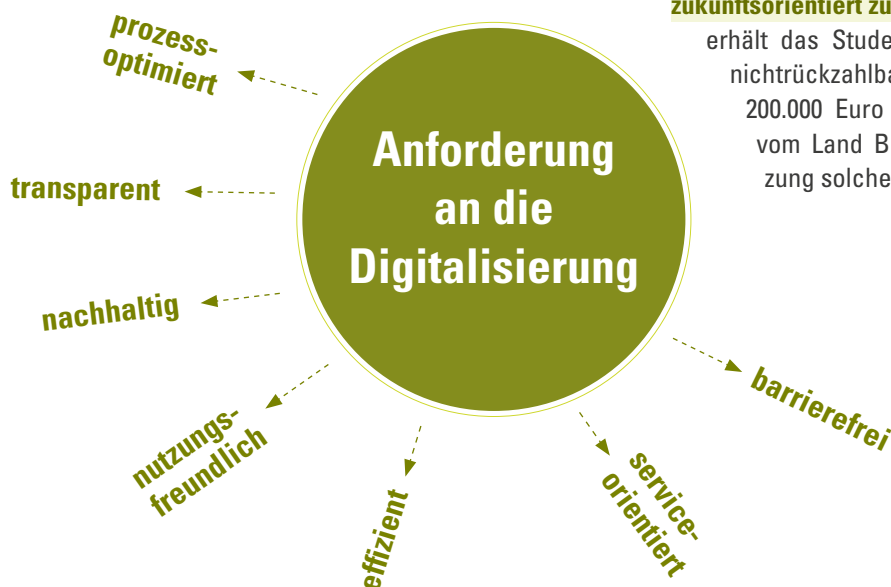 zukunftsorientiert zu
erhält das Stude
nichtrückzahlba
200.000 Euro
vom Land B
zung solche
prozess-
optimiert
transparent
nachhaltig
nutzungs-
freundlich
effizient
service-
orientiert
barrierefrei
Anforderung
an die
Digitalisierung